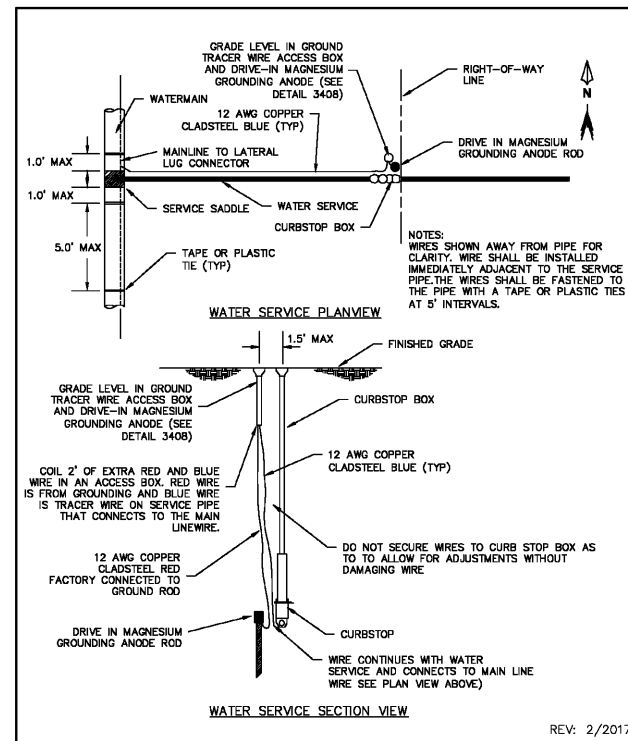 GRADE LEVEL IN GROUND
TRACER WIRE ACCESS BOX
AND DRIVE-IN MAGNESIUM
GROUNDING ANODE (SEE
DETAIL 3408)
RIGHT-OF-WAY
LINE
N
WATERMAIN
12 AWG COPPER
CLADSTEEL BLUE (TYP)
DRIVE IN MAGNESIUM
GROUNDING ANODE ROD
1.0' MAX
MAINLINE TO LATERAL
LUG CONNECTOR
1.0' MAX
WATER SERVICE
SERVICE SADDLE
CURBSTOP BOX
5.0' MAX
TAPE OR PLASTIC
TIE (TYP)
NOTES:
WIRES SHOWN AWAY FROM PIPE FOR
CLARITY. WIRE SHALL BE INSTALLED
IMMEDIATELY ADJACENT TO THE SERVICE
PIPE.THE WIRES SHALL BE FASTENED TO
THE PIPE WITH A TAPE OR PLASTIC TIES
AT 5' INTERVALS.
WATER SERVICE PLANVIEW
1.5' MAX
FINISHED GRADE
GRADE LEVEL IN GROUND
TRACER WIRE ACCESS BOX
AND DRIVE-IN MAGNESIUM
GROUNDING ANODE (SEE
DETAIL 3408)
CURBSTOP BOX
COIL 2' OF EXTRA RED AND BLUE
WIRE IN AN ACCESS BOX. RED WIRE
IS FROM GROUNDING AND BLUE WIRE
IS TRACER WIRE ON SERVICE PIPE
THAT CONNECTS TO THE MAIN
LINEWIRE.
12 AWG COPPER
CLADSTEEL BLUE (TYP)
12 AWG COPPER
CLADSTEEL RED
FACTORY CONNECTED TO
GROUND ROD
DO NOT SECURE WIRES TO CURB STOP BOX AS
TO TO ALLOW FOR ADJUSTMENTS WITHOUT
DAMAGING WIRE
DRIVE IN MAGNESIUM
GROUNDING ANODE ROD
CURBSTOP
WIRE CONTINUES WITH WATER
SERVICE AND CONNECTS TO MAIN LINE
WIRE SEE PLAN VIEW ABOVE)
WATER SERVICE SECTION VIEW
REV: 2/2017